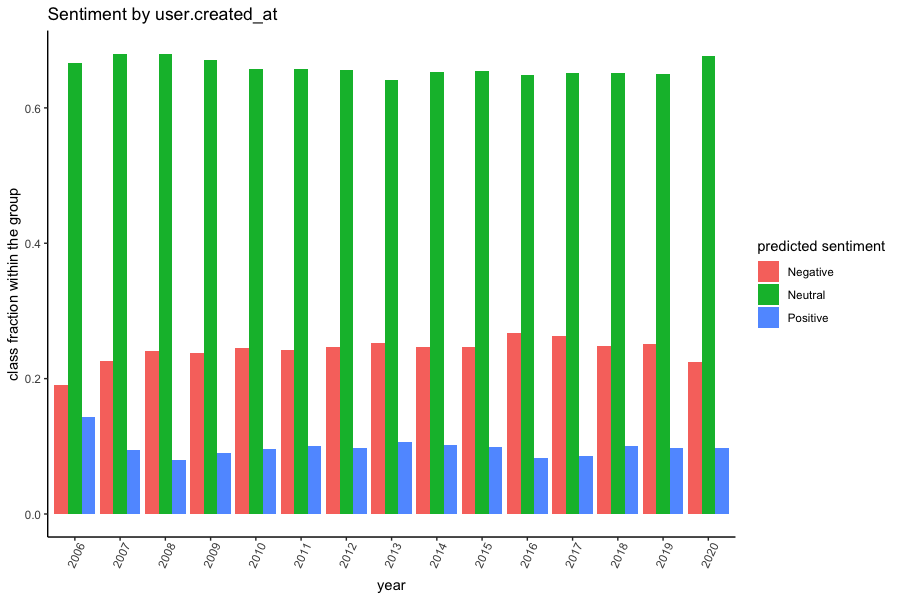 Sentiment by user.created_at
class fraction within the group
0.6
0.4
0.2
0.0
2006
2007
2008
2009
2010
2011
2012
2013
2014
2015
2016
2017
2018
2019
2020
year
predicted sentiment
Negative
Neutral
Positive